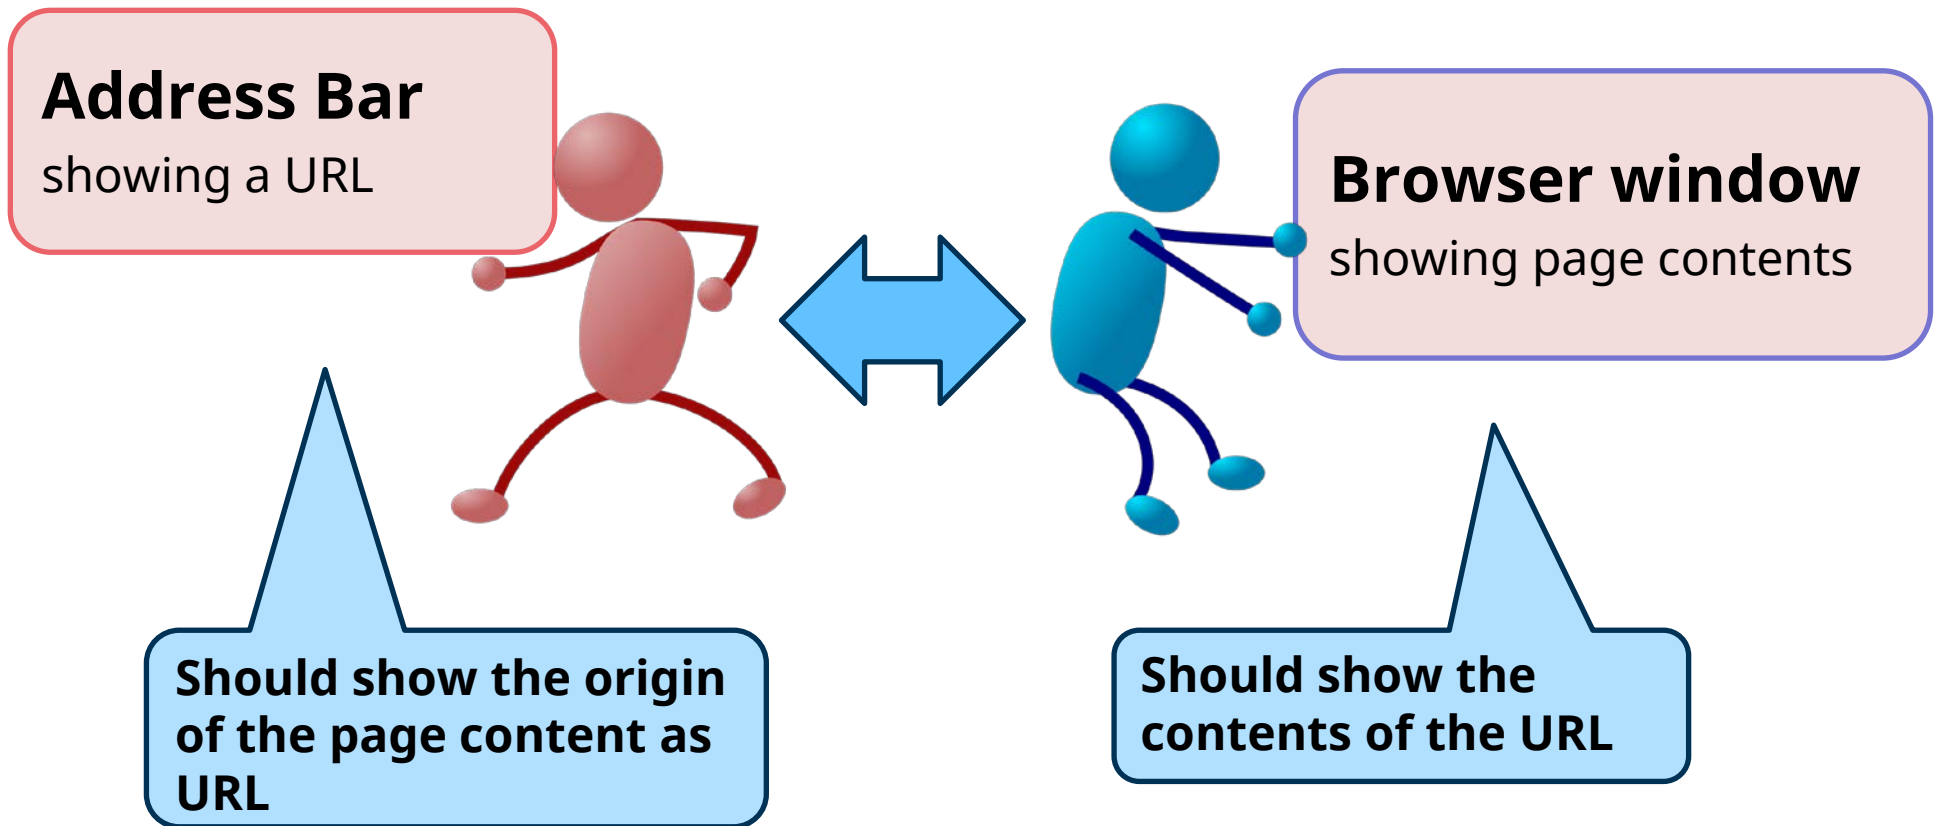 Address Bar
showing a URL
Browser window
showing page contents
Should show the origin
of the page content as
URL
Should show the
contents of the URL